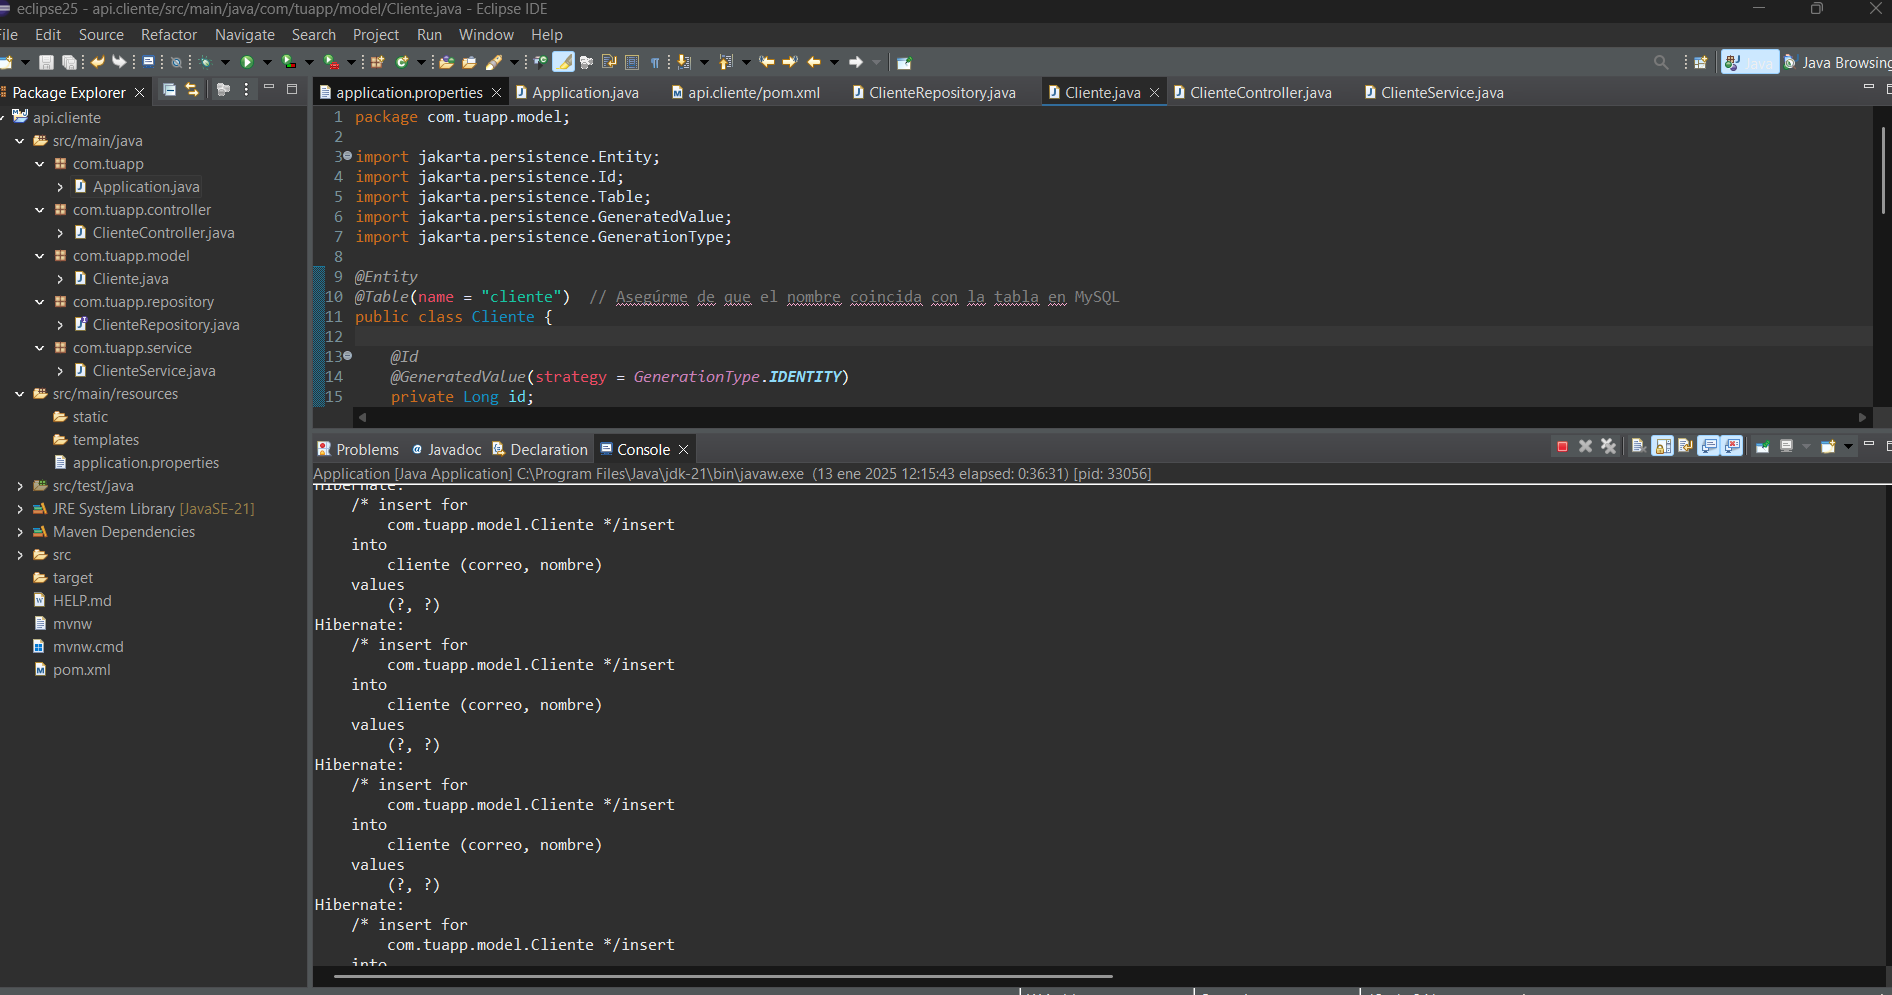 eclipse25 - api.cliente/src/main/java/com/tuapp/model/Cliente.java - Eclipse IDE
File Edit Source Refactor Navigate Search Project Run Window Help
Java Browsing
Package Explorer
api.cliente
src/main/java
com.tuapp
Application.java
com.tuapp.controller
ClienteController.java
com.tuapp.model
Cliente.java
com.tuapp.repository
ClienteRepository.java
com.tuapp.service
ClienteService.java
src/main/resources
static
templates
application.properties
src/test/java
JRE System Library [JavaSE-21]
Maven Dependencies
src
target
HELP.md
mvnw
mvnw.cmd
pom.xml
application.properties Application.java api.cliente/pom.xml ClienteRepository.java Cliente.java ClienteController.java ClienteService.java
1 package com.tuapp.model;
2
3 import jakarta.persistence.Entity;
4 import jakarta.persistence.Id;
5 import jakarta.persistence.Table;
6 import jakarta.persistence.GeneratedValue;
7 import jakarta.persistence.GenerationType;
8
9 @Entity
10 @Table(name = "cliente") // Asegúrme de que el nombre coincida con la tabla en MySQL
11 public class Cliente {
12
13 @Id
14 @GeneratedValue(strategy = GenerationType.IDENTITY)
15 private Long id;
Problems Javadoc Declaration Console
Application [Java Application] C:\Program Files\Java\jdk-21\bin\javaw.exe (13 ene 2025 12:15:43 elapsed: 0:36:31) [pid: 33056]
Hibernate:
/* insert for
com.tuapp.model.Cliente */insert
into
cliente (correo, nombre)
values
(?, ?)
Hibernate:
/* insert for
com.tuapp.model.Cliente */insert
into
cliente (correo, nombre)
values
(?, ?)
Hibernate:
/* insert for
com.tuapp.model.Cliente */insert
into
cliente (correo, nombre)
values
(?, ?)
Hibernate:
/* insert for
com.tuapp.model.Cliente */insert
into